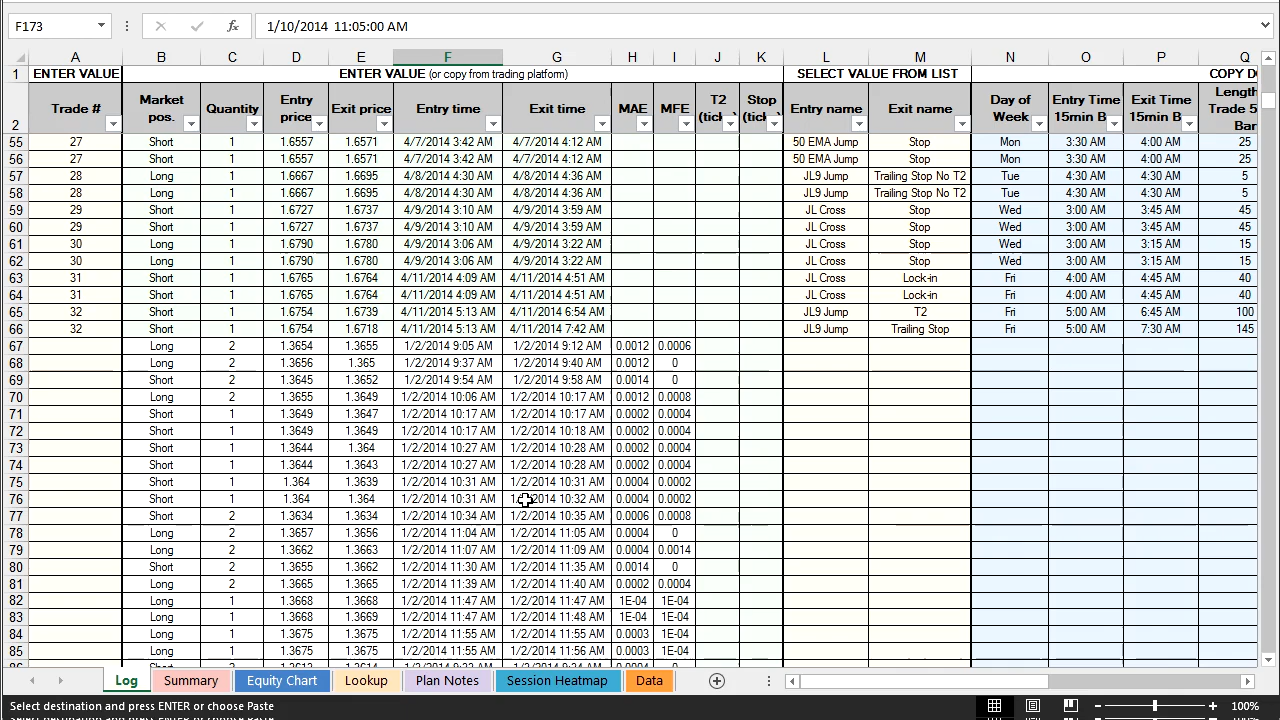 F173 fx 1/10/2014 11:05:00 AM
A B C D E F G H I J K L M N O P Q
1 ENTER VALUE ENTER VALUE (or copy from trading platform) SELECT VALUE FROM LIST COPY D
2 Trade # Market pos. Quantity Entry price Exit price Entry time Exit time MAE MFE T2 (tick Stop (tick Entry name Exit name Day of Week Entry Time 15min B Exit Time 15min B Length Trade 5 Bar
55 27 Short 1 1.6557 1.6571 4/7/2014 3:42 AM 4/7/2014 4:12 AM 50 EMA Jump Stop Mon 3:30 AM 4:00 AM 25
56 27 Short 1 1.6557 1.6571 4/7/2014 3:42 AM 4/7/2014 4:12 AM 50 EMA Jump Stop Mon 3:30 AM 4:00 AM 25
57 28 Long 1 1.6667 1.6695 4/8/2014 4:30 AM 4/8/2014 4:36 AM JL9 Jump Trailing Stop No T2 Tue 4:30 AM 4:30 AM 5
58 28 Long 1 1.6667 1.6695 4/8/2014 4:30 AM 4/8/2014 4:36 AM JL9 Jump Trailing Stop No T2 Tue 4:30 AM 4:30 AM 5
59 29 Short 1 1.6727 1.6737 4/9/2014 3:10 AM 4/9/2014 3:59 AM JL Cross Stop Wed 3:00 AM 3:45 AM 45
60 29 Short 1 1.6727 1.6737 4/9/2014 3:10 AM 4/9/2014 3:59 AM JL Cross Stop Wed 3:00 AM 3:45 AM 45
61 30 Long 1 1.6790 1.6780 4/9/2014 3:06 AM 4/9/2014 3:22 AM JL Cross Stop Wed 3:00 AM 3:15 AM 15
62 30 Long 1 1.6790 1.6780 4/9/2014 3:06 AM 4/9/2014 3:22 AM JL Cross Stop Wed 3:00 AM 3:15 AM 15
63 31 Short 1 1.6765 1.6764 4/11/2014 4:09 AM 4/11/2014 4:51 AM JL Cross Lock-in Fri 4:00 AM 4:45 AM 40
64 31 Short 1 1.6765 1.6764 4/11/2014 4:09 AM 4/11/2014 4:51 AM JL Cross Lock-in Fri 4:00 AM 4:45 AM 40
65 32 Short 1 1.6754 1.6739 4/11/2014 5:13 AM 4/11/2014 6:54 AM JL9 Jump T2 Fri 5:00 AM 6:45 AM 100
66 32 Short 1 1.6754 1.6718 4/11/2014 5:13 AM 4/11/2014 7:42 AM JL9 Jump Trailing Stop Fri 5:00 AM 7:30 AM 145
67 Long 2 1.3654 1.3655 1/2/2014 9:05 AM 1/2/2014 9:12 AM 0.0012 0.0006
68 Long 2 1.3656 1.365 1/2/2014 9:37 AM 1/2/2014 9:40 AM 0.0012 0
69 Short 2 1.3645 1.3652 1/2/2014 9:54 AM 1/2/2014 9:58 AM 0.0014 0
70 Long 2 1.3655 1.3649 1/2/2014 10:06 AM 1/2/2014 10:17 AM 0.0012 0.0008
71 Short 1 1.3649 1.3647 1/2/2014 10:17 AM 1/2/2014 10:17 AM 0.0002 0.0004
72 Short 1 1.3649 1.3649 1/2/2014 10:17 AM 1/2/2014 10:18 AM 0.0002 0.0004
73 Short 1 1.3644 1.364 1/2/2014 10:27 AM 1/2/2014 10:28 AM 0.0002 0.0004
74 Short 1 1.3644 1.3643 1/2/2014 10:27 AM 1/2/2014 10:28 AM 0.0002 0.0004
75 Short 1 1.364 1.3639 1/2/2014 10:31 AM 1/2/2014 10:31 AM 0.0004 0.0002
76 Short 1 1.364 1.364 1/2/2014 10:31 AM 1/2/2014 10:32 AM 0.0004 0.0002
77 Short 2 1.3634 1.3634 1/2/2014 10:34 AM 1/2/2014 10:35 AM 0.0006 0.0008
78 Long 2 1.3657 1.3656 1/2/2014 11:04 AM 1/2/2014 11:05 AM 0.0004 0
79 Long 2 1.3662 1.3663 1/2/2014 11:07 AM 1/2/2014 11:09 AM 0.0004 0.0014
80 Short 2 1.3655 1.3662 1/2/2014 11:30 AM 1/2/2014 11:35 AM 0.0014 0
81 Long 2 1.3665 1.3665 1/2/2014 11:39 AM 1/2/2014 11:40 AM 0.0002 0.0004
82 Long 1 1.3668 1.3668 1/2/2014 11:47 AM 1/2/2014 11:47 AM 1E-04 1E-04
83 Long 1 1.3668 1.3669 1/2/2014 11:47 AM 1/2/2014 11:48 AM 1E-04 1E-04
84 Long 1 1.3675 1.3675 1/2/2014 11:55 AM 1/2/2014 11:55 AM 0.0003 1E-04
85 Long 1 1.3675 1.3675 1/2/2014 11:55 AM 1/2/2014 11:56 AM 0.0003 1E-04
Log Summary Equity Chart Lookup Plan Notes Session Heatmap Data
Select destination and press ENTER or choose Paste 100%